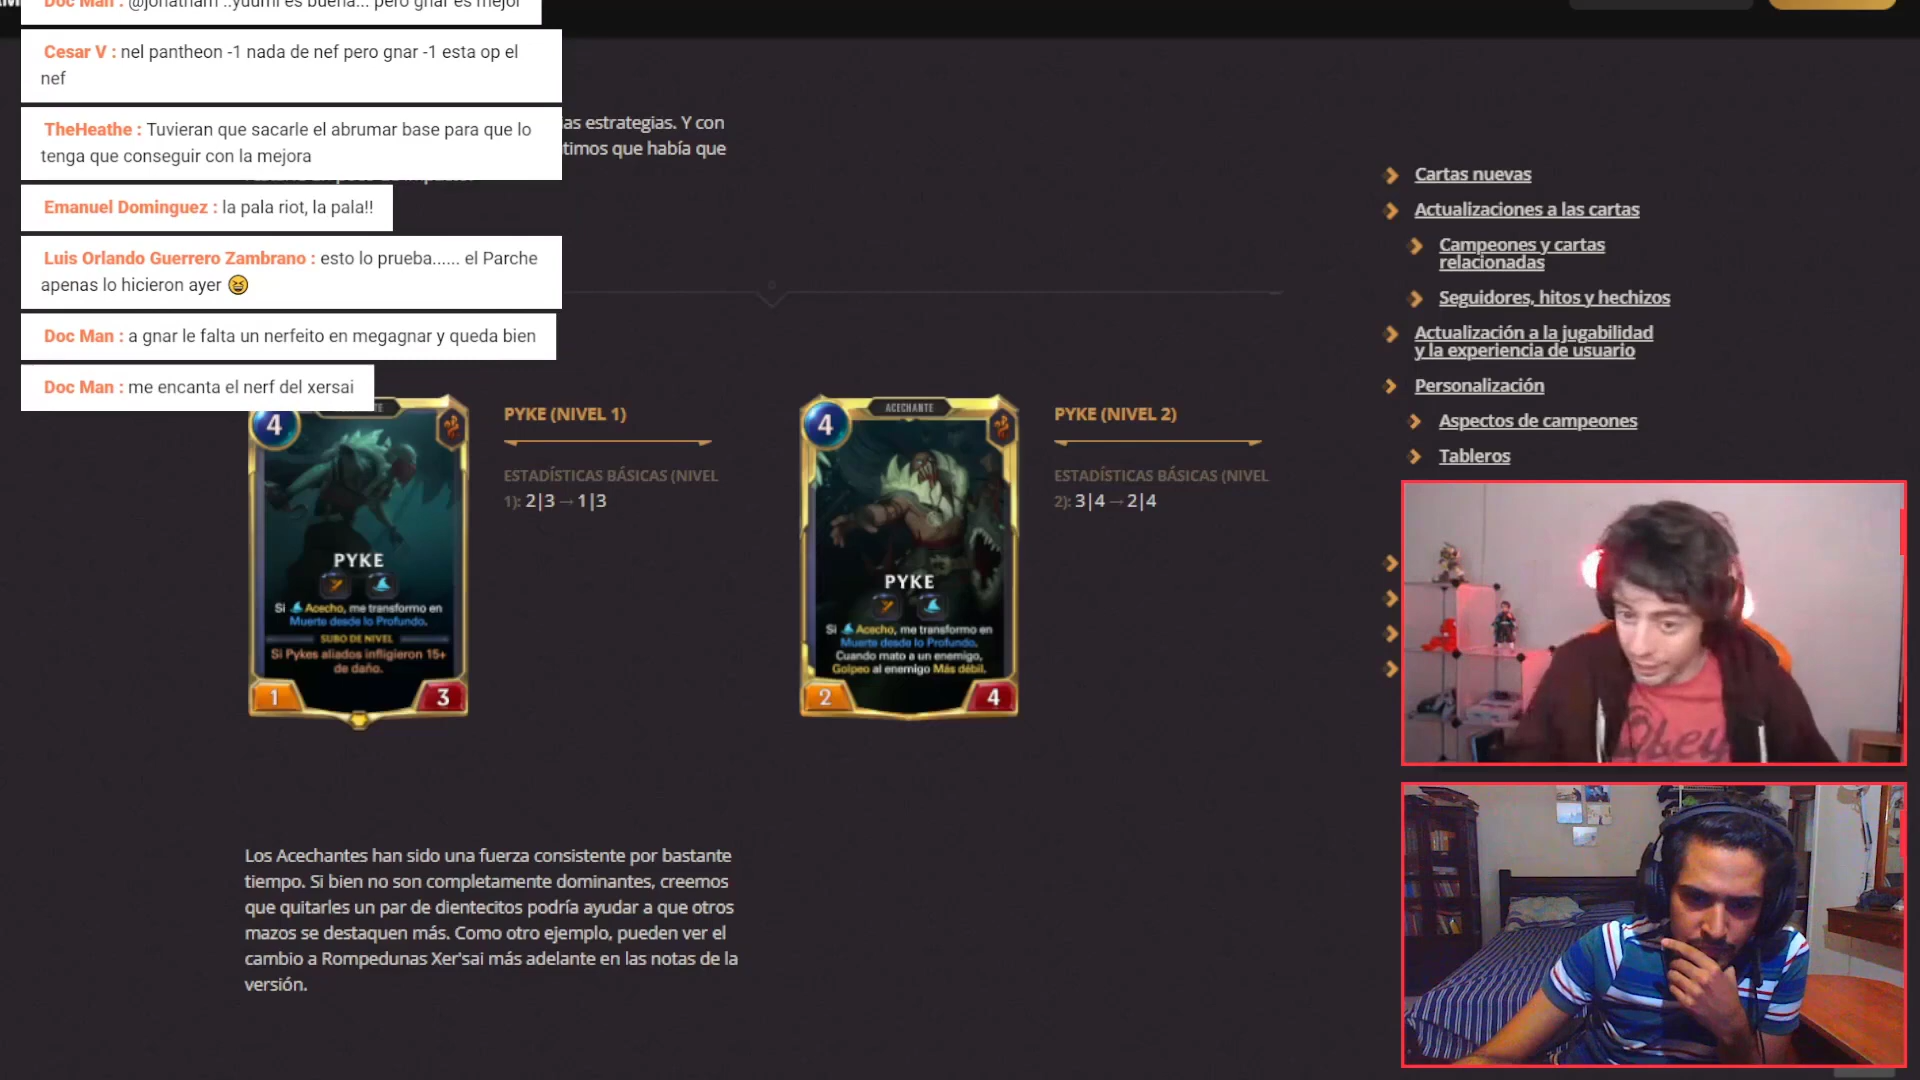 Doc Man : @jonatham ..yuumi es buena... pero gnar es mejor
Cesar V : nel pantheon -1 nada de nef pero gnar -1 esta op el
nef
TheHeathe : Tuvieran que sacarle el abrumar base para que lo
tenga que conseguir con la mejora
Emanuel Dominguez : la pala riot, la pala!!
Luis Orlando Guerrero Zambrano : esto lo prueba...... el Parche
apenas lo hicieron ayer 😆
Doc Man : a gnar le falta un nerfeito en megagnar y queda bien
Doc Man : me encanta el nerf del xersai
las estrategias. Y con
timos que había que
4
PYKE
Si Acecho, me transformo en
Muerte desde lo Profundo.
SUBO DE NIVEL
Si Pykes aliados infligieron 15+
de daño.
1
3
PYKE (NIVEL 1)
ESTADÍSTICAS BÁSICAS (NIVEL
1): 2|3 → 1|3
4
ACECHANTE
PYKE
Si Acecho, me transformo en
Muerte desde lo Profundo.
Cuando mato a un enemigo,
Golpeo al enemigo Más débil.
2
4
PYKE (NIVEL 2)
ESTADÍSTICAS BÁSICAS (NIVEL
2): 3|4 → 2|4
Los Acechantes han sido una fuerza consistente por bastante
tiempo. Si bien no son completamente dominantes, creemos
que quitarles un par de dientecitos podría ayudar a que otros
mazos se destaquen más. Como otro ejemplo, pueden ver el
cambio a Rompedunas Xer'sai más adelante en las notas de la
versión.
Cartas nuevas
Actualizaciones a las cartas
Campeones y cartas
relacionadas
Seguidores, hitos y hechizos
Actualización a la jugabilidad
y la experiencia de usuario
Personalización
Aspectos de campeones
Tableros
Obey